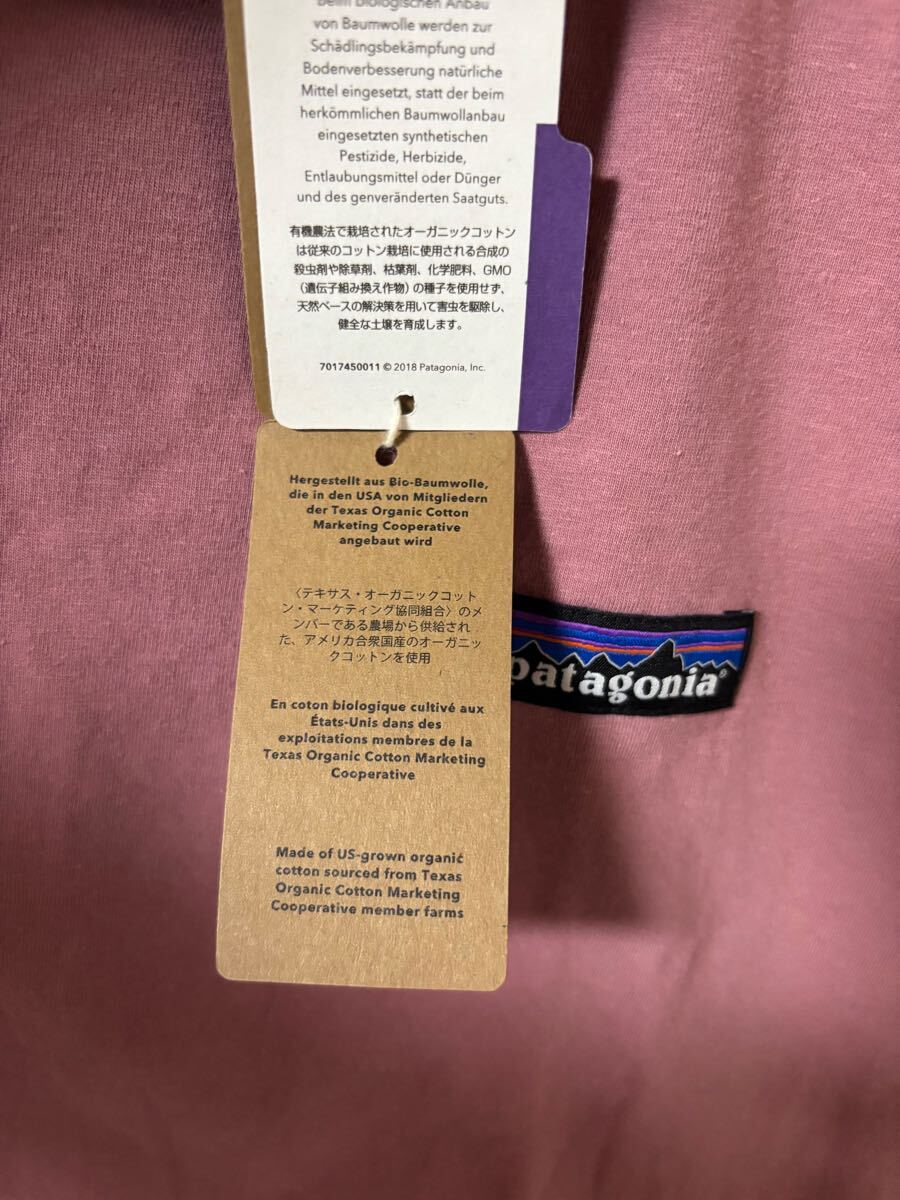 beim biologischen Anbau
von Baumwolle werden zur
Schädlingsbekämpfung und
Bodenverbesserung natürliche
Mittel eingesetzt, statt der beim
herkömmlichen Baumwollanbau
eingesetzten synthetischen
Pestizide, Herbizide,
Entlaubungsmittel oder Dünger
und des genveränderten Saatguts.
有機農法で栽培されたオーガニックコットン
は従来のコットン栽培に使用される合成の
殺虫剤や除草剤、枯葉剤、化学肥料、GMO
（遺伝子組み換え作物）の種子を使用せず、
天然ベースの解決策を用いて害虫を駆除し、
健全な土壌を育成します。
7017450011 © 2018 Patagonia, Inc.
Hergestellt aus Bio-Baumwolle,
die in den USA von Mitgliedern
der Texas Organic Cotton
Marketing Cooperative
angebaut wird
〈テキサス・オーガニックコット
ン・マーケティング協同組合〉のメ
ンバーである農場から供給され
た、アメリカ合衆国産のオーガニッ
クコットンを使用
En coton biologique cultivé aux
États-Unis dans des
exploitations membres de la
Texas Organic Cotton Marketing
Cooperative
Made of US-grown organic
cotton sourced from Texas
Organic Cotton Marketing
Cooperative member farms
patagonia®